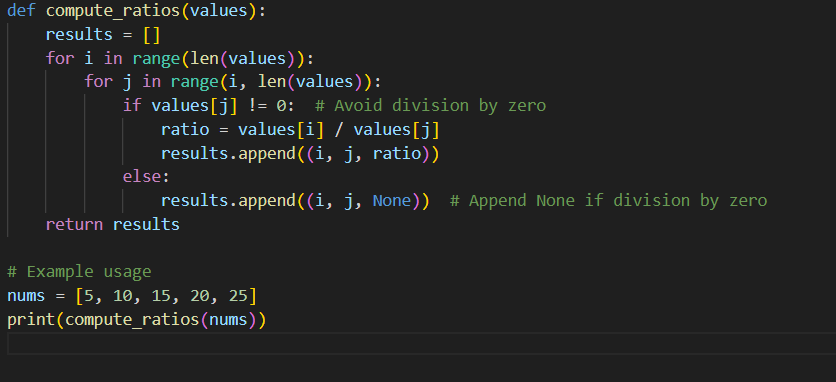 def compute_ratios(values):
    results = []
    for i in range(len(values)):
        for j in range(i, len(values)):
            if values[j] != 0:  # Avoid division by zero
                ratio = values[i] / values[j]
                results.append((i, j, ratio))
            else:
                results.append((i, j, None))  # Append None if division by zero
    return results

# Example usage
nums = [5, 10, 15, 20, 25]
print(compute_ratios(nums))